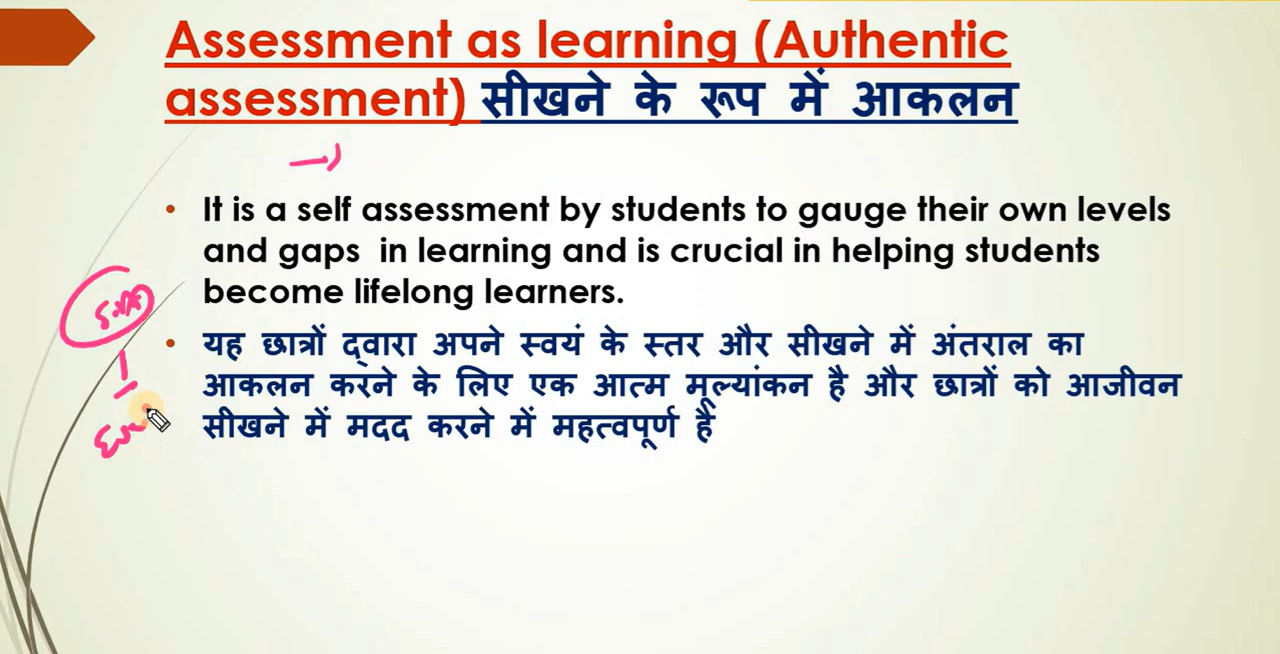 Assessment as learning (Authentic
assessment) सीखने के रूप में आकलन
It is a self assessment by students to gauge their own levels
and gaps in learning and is crucial in helping students
become lifelong learners.
यह छात्रों द्वारा अपने स्वयं के स्तर और सीखने में अंतराल का
आकलन करने के लिए एक आत्म मूल्यांकन है और छात्रों को आजीवन
सीखने में मदद करने में महत्वपूर्ण है